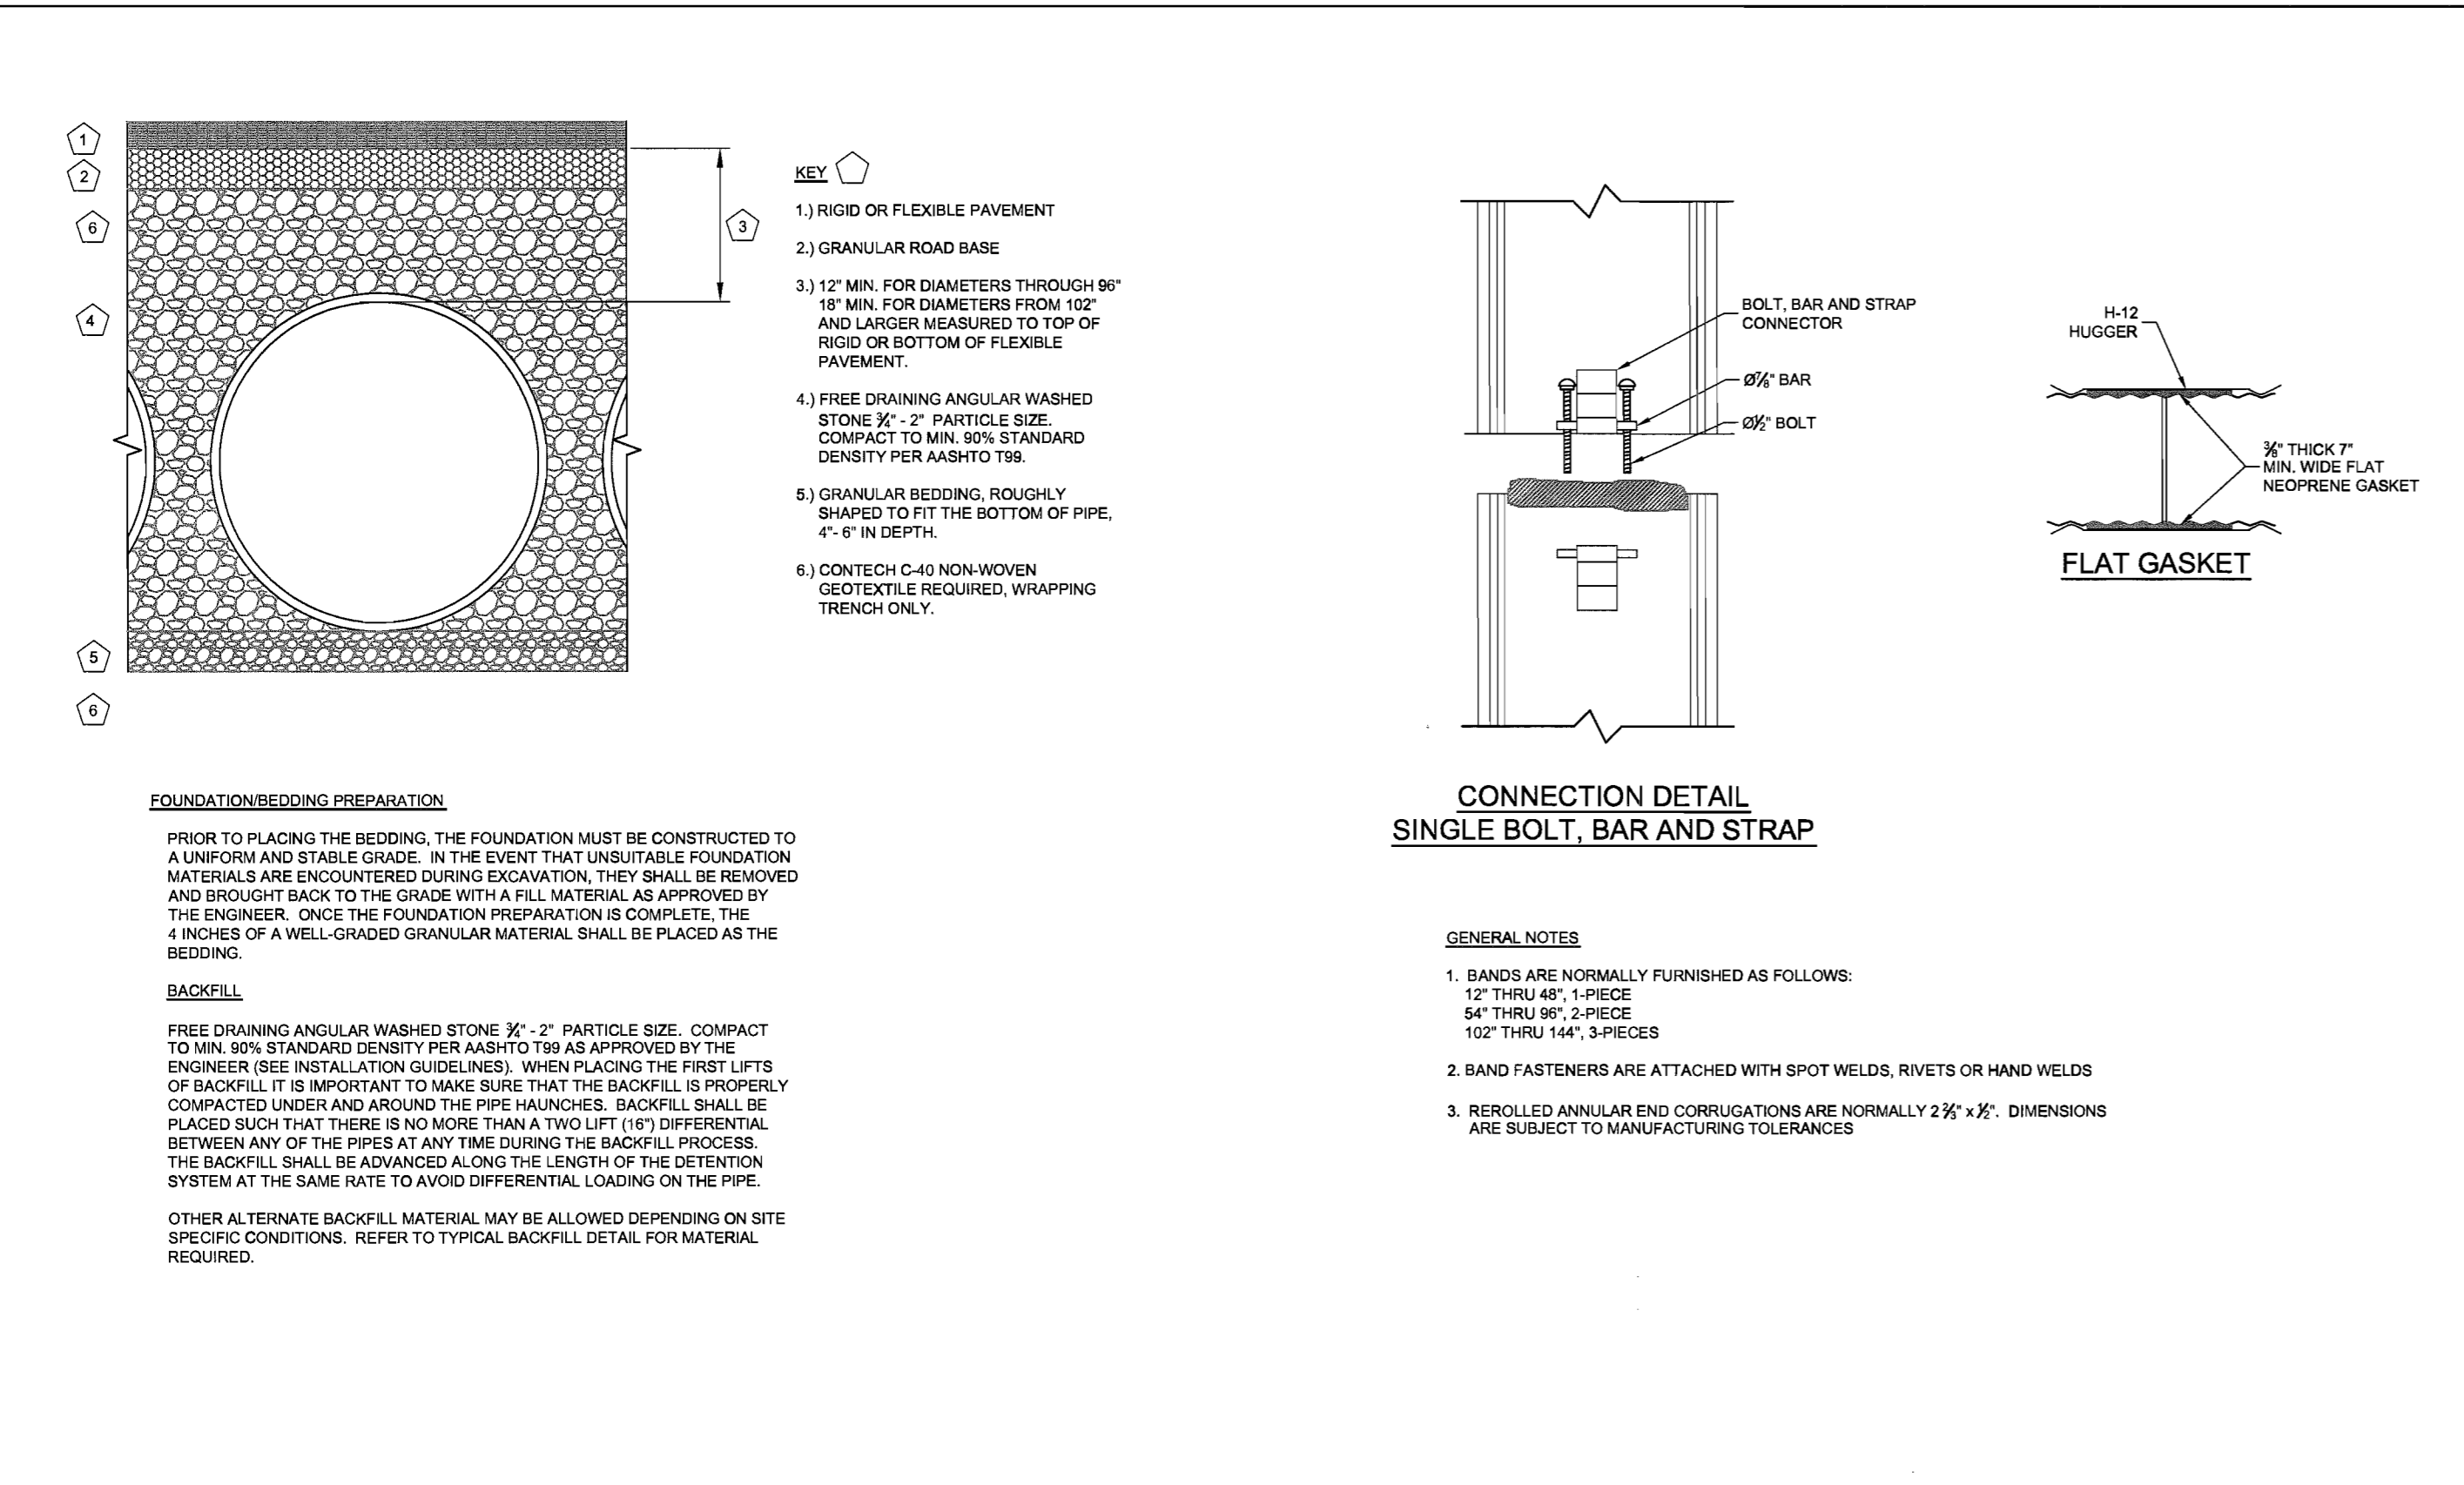 1
2
6
4
5
6
3
KEY
1.) RIGID OR FLEXIBLE PAVEMENT
2.) GRANULAR ROAD BASE
3.) 12" MIN. FOR DIAMETERS THROUGH 96"
18" MIN. FOR DIAMETERS FROM 102"
AND LARGER MEASURED TO TOP OF
RIGID OR BOTTOM OF FLEXIBLE
PAVEMENT.
4.) FREE DRAINING ANGULAR WASHED
STONE ¾" - 2" PARTICLE SIZE.
COMPACT TO MIN. 90% STANDARD
DENSITY PER AASHTO T99.
5.) GRANULAR BEDDING, ROUGHLY
SHAPED TO FIT THE BOTTOM OF PIPE,
4"- 6" IN DEPTH.
6.) CONTECH C-40 NON-WOVEN
GEOTEXTILE REQUIRED, WRAPPING
TRENCH ONLY.
FOUNDATION/BEDDING PREPARATION
PRIOR TO PLACING THE BEDDING, THE FOUNDATION MUST BE CONSTRUCTED TO
A UNIFORM AND STABLE GRADE. IN THE EVENT THAT UNSUITABLE FOUNDATION
MATERIALS ARE ENCOUNTERED DURING EXCAVATION, THEY SHALL BE REMOVED
AND BROUGHT BACK TO THE GRADE WITH A FILL MATERIAL AS APPROVED BY
THE ENGINEER. ONCE THE FOUNDATION PREPARATION IS COMPLETE, THE
4 INCHES OF A WELL-GRADED GRANULAR MATERIAL SHALL BE PLACED AS THE
BEDDING.
BACKFILL
FREE DRAINING ANGULAR WASHED STONE ¾" - 2" PARTICLE SIZE. COMPACT
TO MIN. 90% STANDARD DENSITY PER AASHTO T99 AS APPROVED BY THE
ENGINEER (SEE INSTALLATION GUIDELINES). WHEN PLACING THE FIRST LIFTS
OF BACKFILL IT IS IMPORTANT TO MAKE SURE THAT THE BACKFILL IS PROPERLY
COMPACTED UNDER AND AROUND THE PIPE HAUNCHES. BACKFILL SHALL BE
PLACED SUCH THAT THERE IS NO MORE THAN A TWO LIFT (16") DIFFERENTIAL
BETWEEN ANY OF THE PIPES AT ANY TIME DURING THE BACKFILL PROCESS.
THE BACKFILL SHALL BE ADVANCED ALONG THE LENGTH OF THE DETENTION
SYSTEM AT THE SAME RATE TO AVOID DIFFERENTIAL LOADING ON THE PIPE.
OTHER ALTERNATE BACKFILL MATERIAL MAY BE ALLOWED DEPENDING ON SITE
SPECIFIC CONDITIONS. REFER TO TYPICAL BACKFILL DETAIL FOR MATERIAL
REQUIRED.
BOLT, BAR AND STRAP
CONNECTOR
Ø⅞" BAR
Ø½" BOLT
CONNECTION DETAIL
SINGLE BOLT, BAR AND STRAP
H-12
HUGGER
⅜" THICK 7"
MIN. WIDE FLAT
NEOPRENE GASKET
FLAT GASKET
GENERAL NOTES
1. BANDS ARE NORMALLY FURNISHED AS FOLLOWS:
12" THRU 48", 1-PIECE
54" THRU 96", 2-PIECE
102" THRU 144", 3-PIECES
2. BAND FASTENERS ARE ATTACHED WITH SPOT WELDS, RIVETS OR HAND WELDS
3. REROLLED ANNULAR END CORRUGATIONS ARE NORMALLY 2 ⅔" x ½". DIMENSIONS
ARE SUBJECT TO MANUFACTURING TOLERANCES